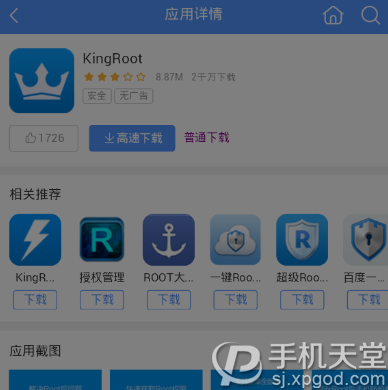 应用详情
KingRoot
8.87M 2千万下载
安全 无广告
1726 高速下载 普通下载
相关推荐
KingR... 授权管理 ROOT大... 一键Roo... 超级Roo... 百度一...
下载 下载 下载 下载 下载 下载
应用截图
手机天堂
sj.xpgod.com